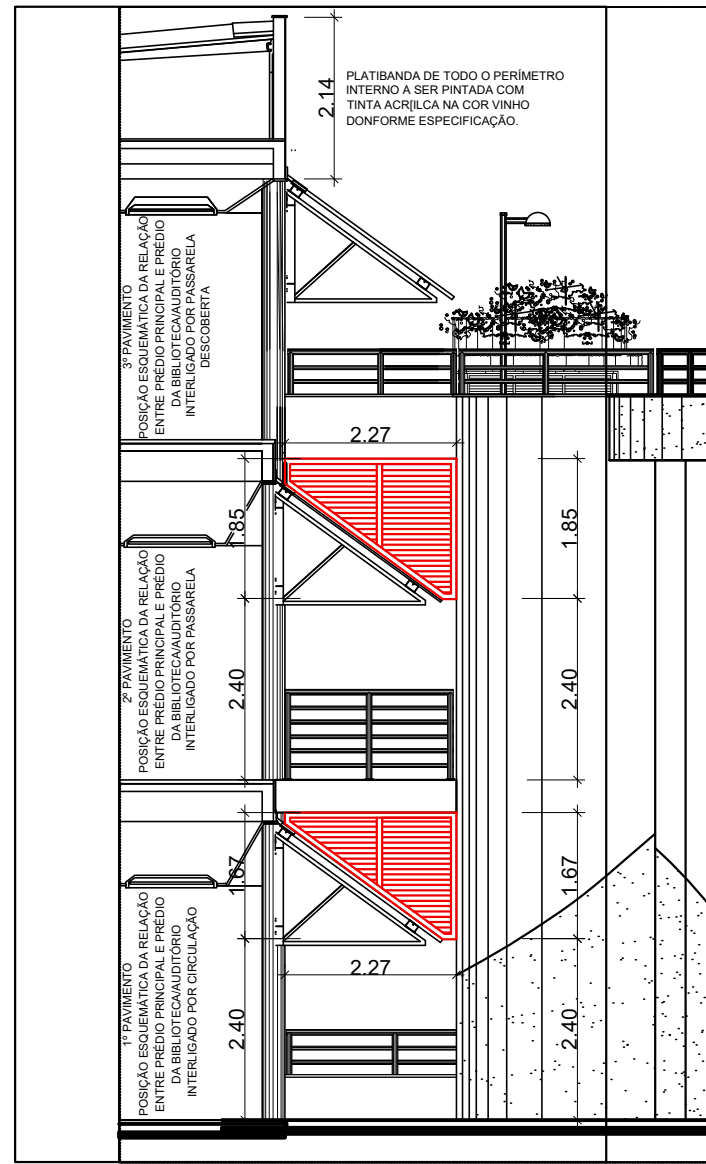 2.14
PLATIBANDA DE TODO O PERÍMETRO
INTERNO A SER PINTADA COM
TINTA ACR[ILCA NA COR VINHO
DONFORME ESPECIFICAÇÃO.
3º PAVIMENTO
POSIÇÃO ESQUEMÁTICA DA RELAÇÃO
ENTRE PRÉDIO PRINCIPAL E PRÉDIO
DA BIBLIOTECA/AUDITÓRIO
INTERLIGADO POR PASSARELA
DESCOBERTA
2.27
1.85
1.85
2º PAVIMENTO
POSIÇÃO ESQUEMÁTICA DA RELAÇÃO
ENTRE PRÉDIO PRINCIPAL E PRÉDIO
DA BIBLIOTECA/AUDITÓRIO
INTERLIGADO POR PASSARELA
2.40
2.40
1.67
1.67
1º PAVIMENTO
POSIÇÃO ESQUEMÁTICA DA RELAÇÃO
ENTRE PRÉDIO PRINCIPAL E PRÉDIO
DA BIBLIOTECA/AUDITÓRIO
INTERLIGADO POR CIRCULAÇÃO
2.27
2.40
2.40